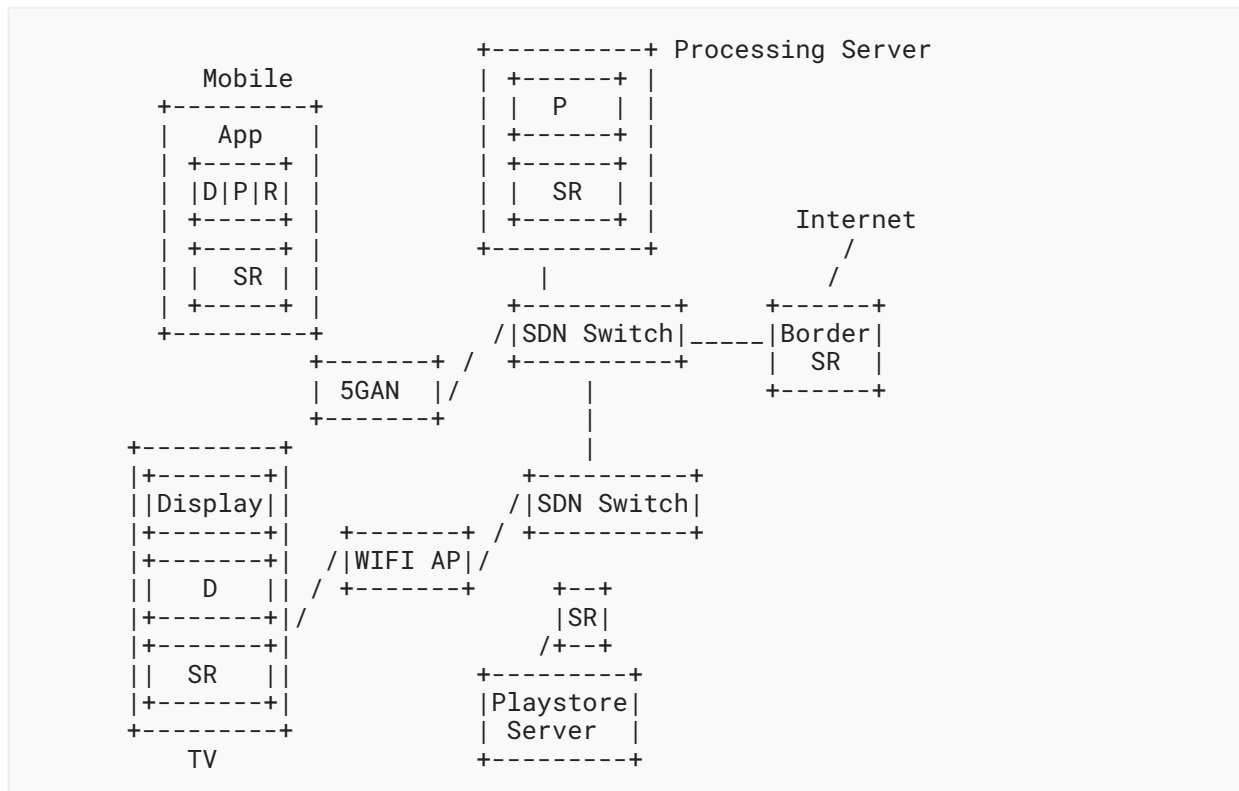 Processing Server
Mobile
P
App
|D|P|R|
SR
Internet
SR
SDN Switch
Border
SR
5GAN
Display
SDN Switch
WIFI AP
D
SR
SR
Playstore
Server
TV